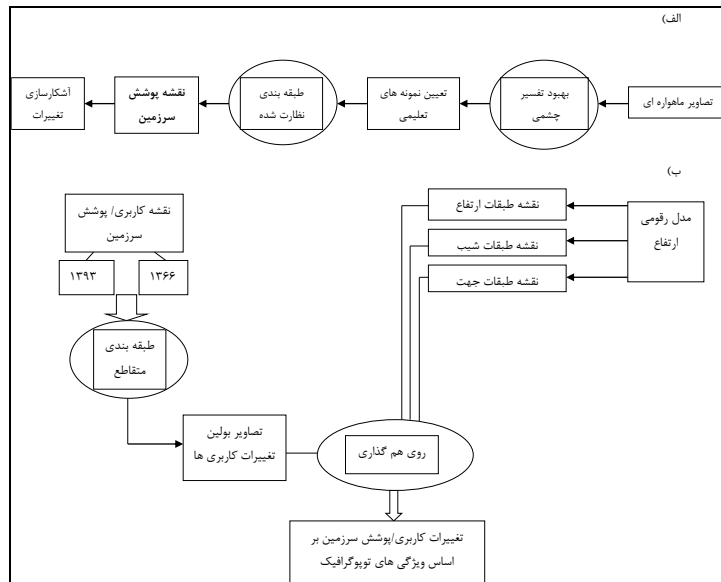 الف)
تصاویر ماهواره ای
بهبود تفسیر
چشمی
تعیین نمونه های
تعلیمی
طبقه بندی
نظارت شده
نقشه پوشش
سرزمین
آشکارسازی
تغییرات
ب)
مدل رقومی
ارتفاع
نقشه طبقات ارتفاع
نقشه طبقات شیب
نقشه طبقات جهت
نقشه کاربری/ پوشش
سرزمین
۱۳۶۶
۱۳۹۳
طبقه بندی
متقاطع
تصاویر بولین
تغییرات کاربری ها
روی هم گذاری
تغییرات کاربری/پوشش سرزمین بر
اساس ویژگی های توپوگرافیک